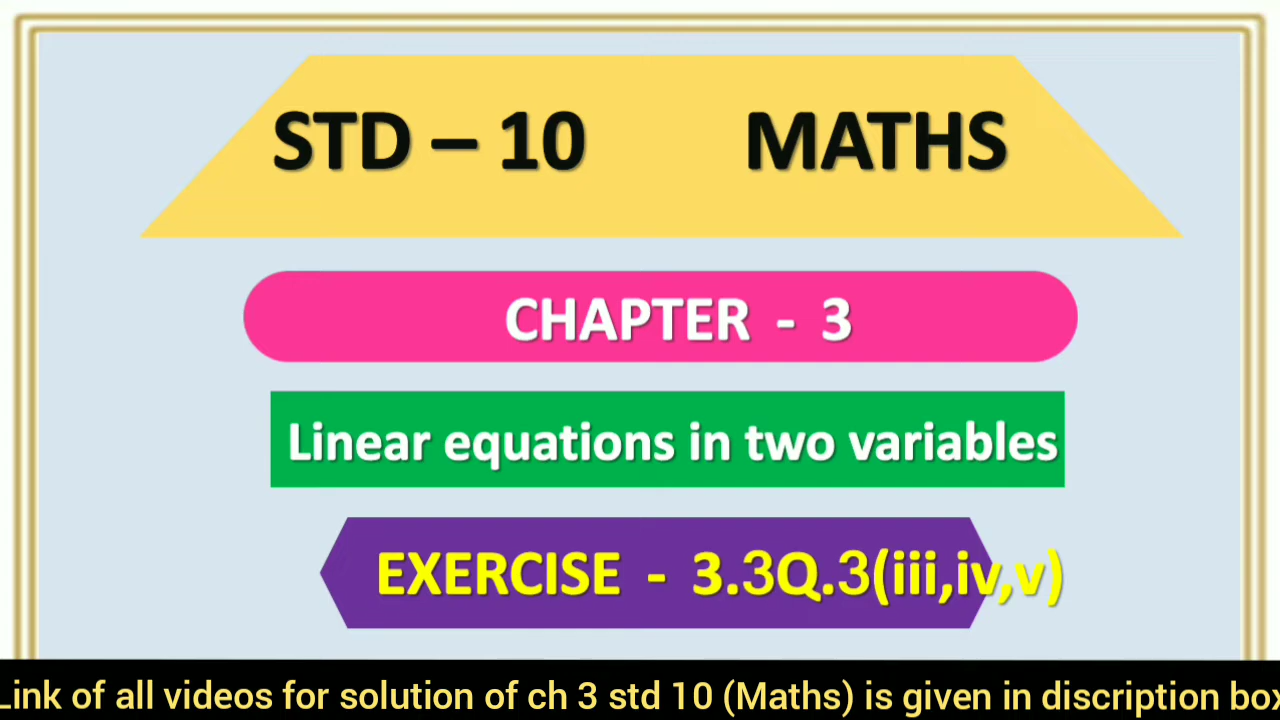 STD – 10 MATHS
CHAPTER - 3
Linear equations in two variables
EXERCISE - 3.3Q.3(iii,iv,v)
Link of all videos for solution of ch 3 std 10 (Maths) is given in discription box